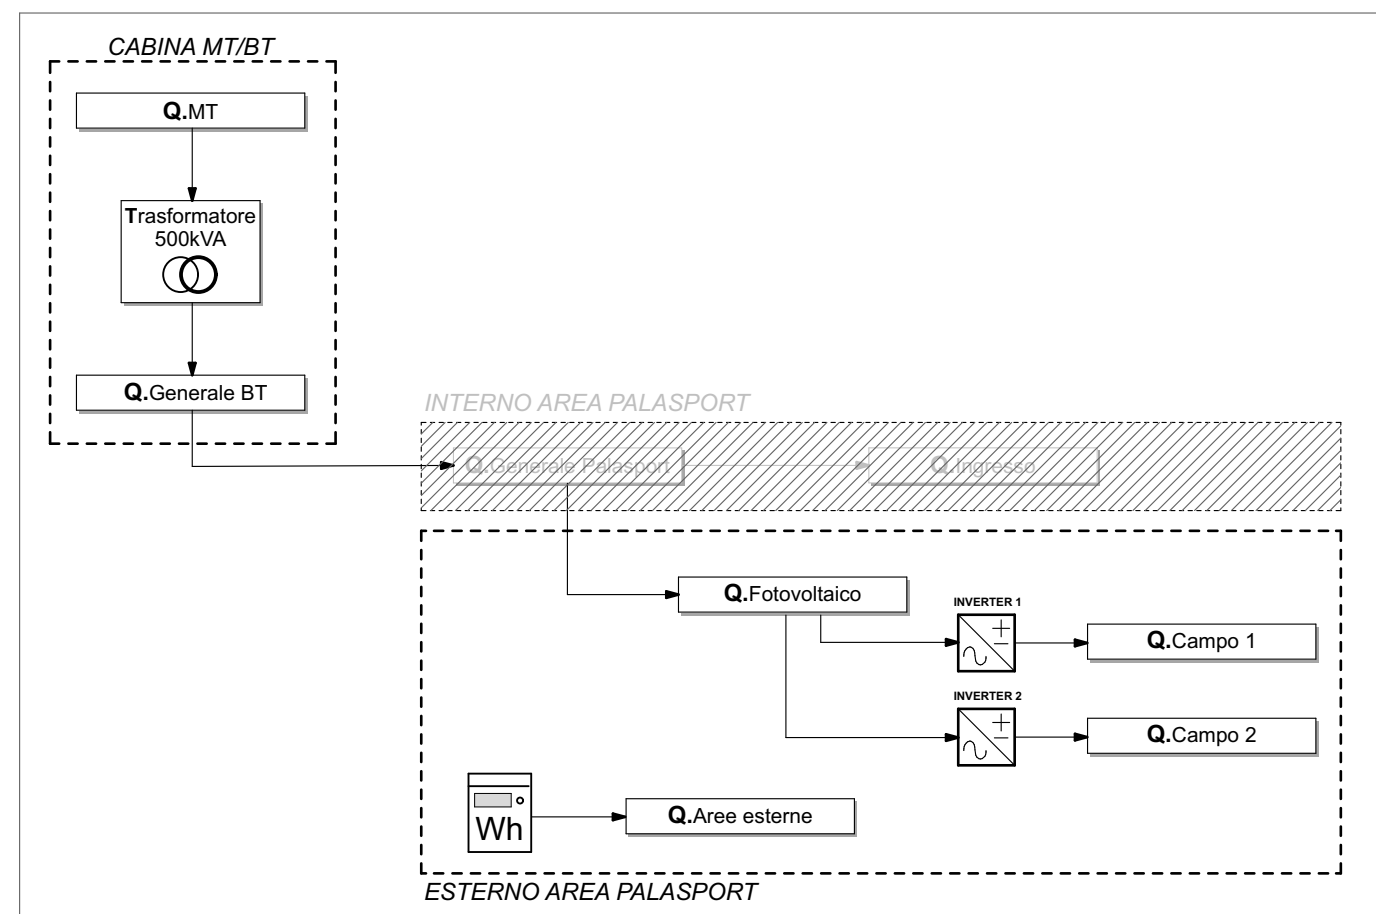 CABINA MT/BT
Q.MT
Trasformatore
500kVA
Q.Generale BT
INTERNO AREA PALASPORT
Q.Generale Palasport
Q.Ingresso
Q.Fotovoltaico
INVERTER 1
Q.Campo 1
INVERTER 2
Q.Campo 2
Wh
Q.Aree esterne
ESTERNO AREA PALASPORT